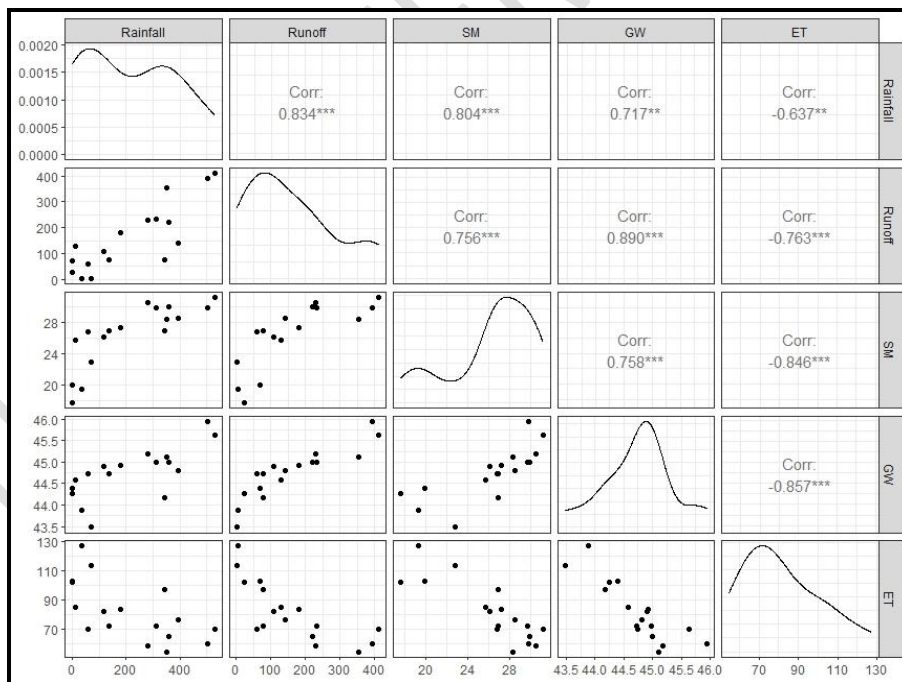 Rainfall Runoff SM GW ET
0.0020
0.0015
0.0010
0.0005
0.0000
Corr:
0.834***
Corr:
0.804***
Corr:
0.717**
Corr:
-0.637**
Rainfall
400
300
200
100
0
Corr:
0.756***
Corr:
0.890***
Corr:
-0.763***
Runoff
28
24
20
Corr:
0.758***
Corr:
-0.846***
SM
46.0
45.5
45.0
44.5
44.0
43.5
Corr:
-0.857***
GW
130
110
90
70
ET
0 200 400
0 100 200 300 400
20 24 28
43.5 44.0 44.5 45.0 45.5 46.0
70 90 110 130